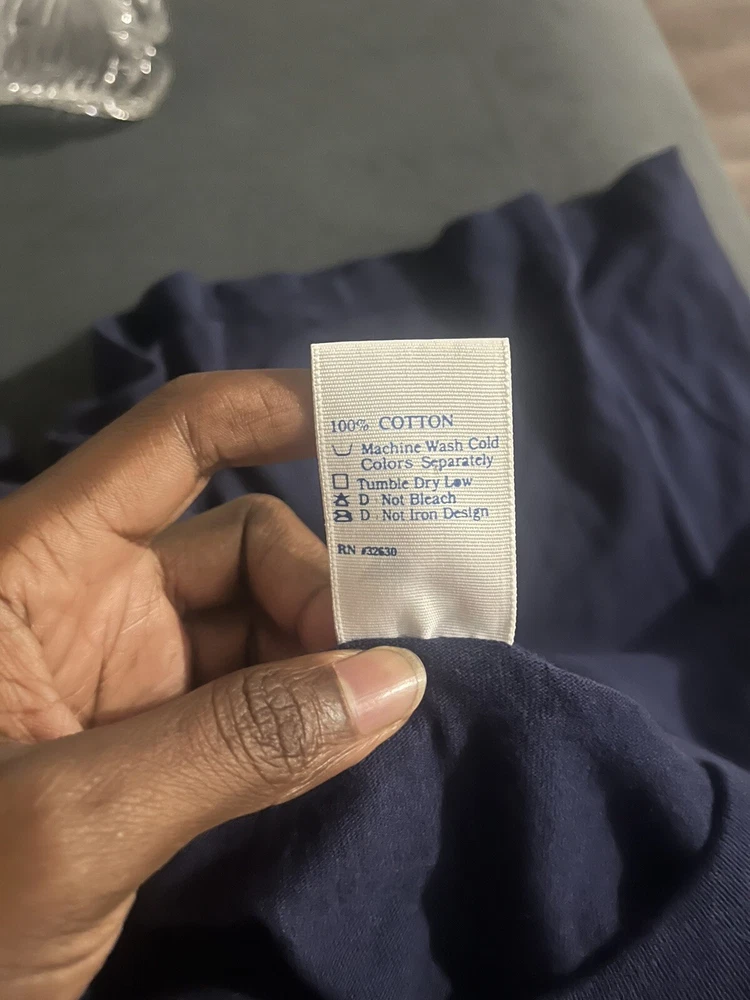 100% COTTON
Machine Wash Cold
Colors Separately
Tumble Dry Low
D Not Bleach
D Not Iron Design
RN #32630